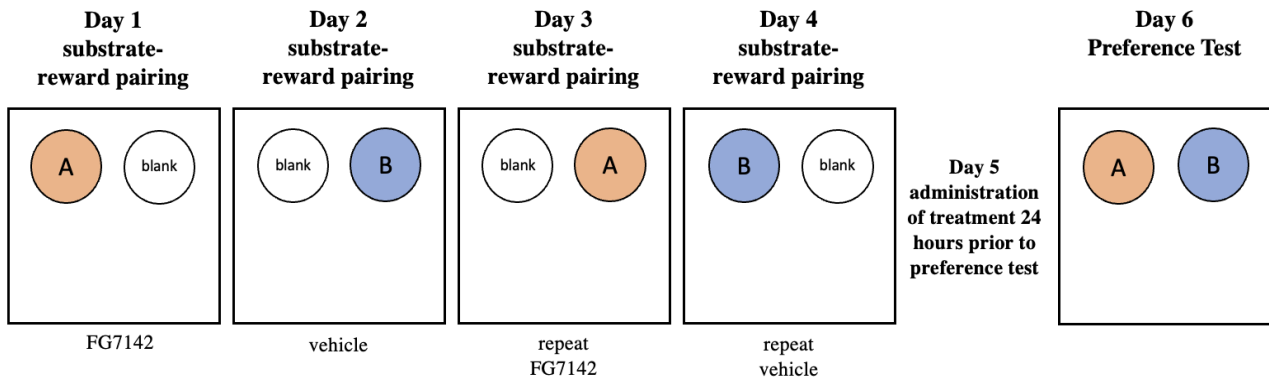 Day 1
substrate-
reward pairing
A
blank
FG7142
Day 2
substrate-
reward pairing
blank
B
vehicle
Day 3
substrate-
reward pairing
blank
A
repeat
FG7142
Day 4
substrate-
reward pairing
B
blank
repeat
vehicle
Day 5
administration
of treatment 24
hours prior to
preference test
Day 6
Preference Test
A
B